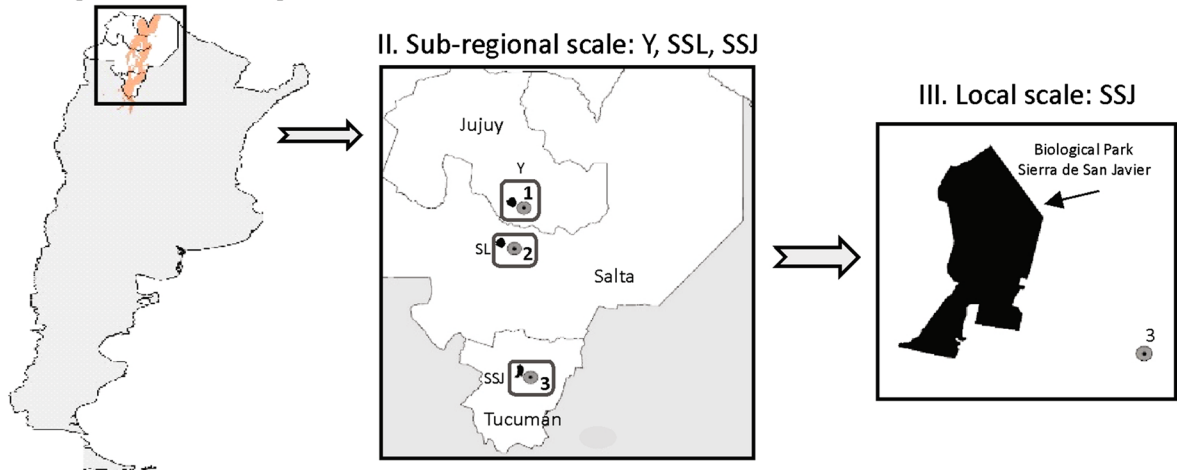 II. Sub-regional scale: Y, SSL, SSJ
Jujuy
Y
1
SL
2
Salta
SSJ
3
Tucumán
III. Local scale: SSJ
Biological Park
Sierra de San Javier
3